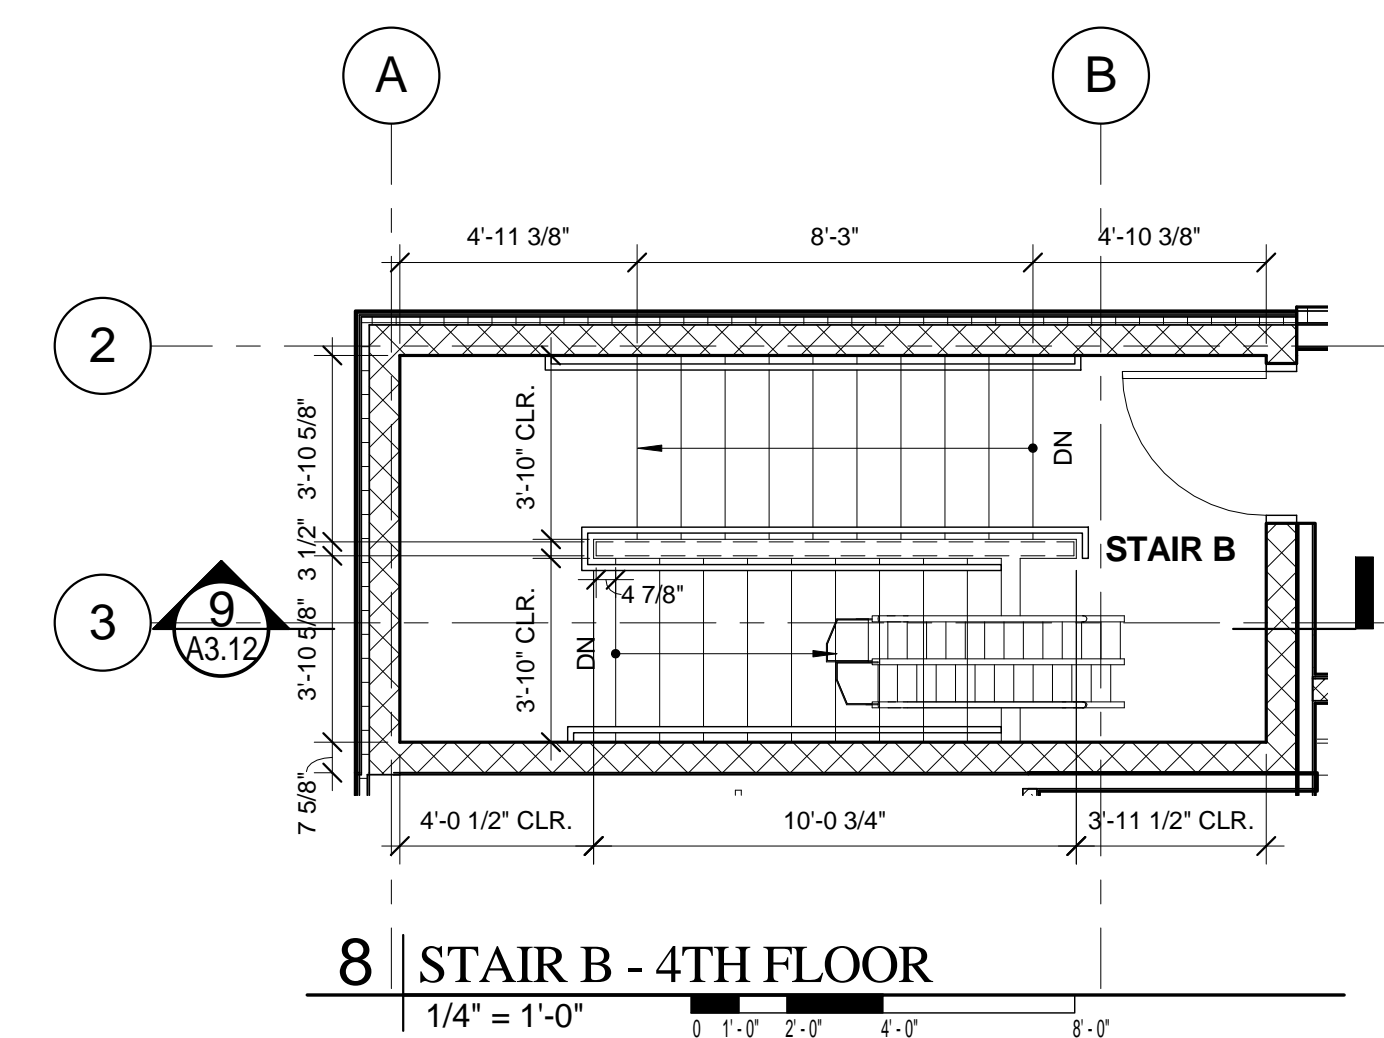 A
B
4'-11 3/8"
8'-3"
4'-10 3/8"
2
3'-10 5/8"
3'-10" CLR.
DN
3 1/2"
STAIR B
4 7/8"
3
9
A3.12
3'-10 5/8"
DN
3'-10" CLR.
7 5/8"
4'-0 1/2" CLR.
10'-0 3/4"
3'-11 1/2" CLR.
8
STAIR B - 4TH FLOOR
1/4" = 1'-0"
0 1'-0" 2'-0" 4'-0" 8'-0"